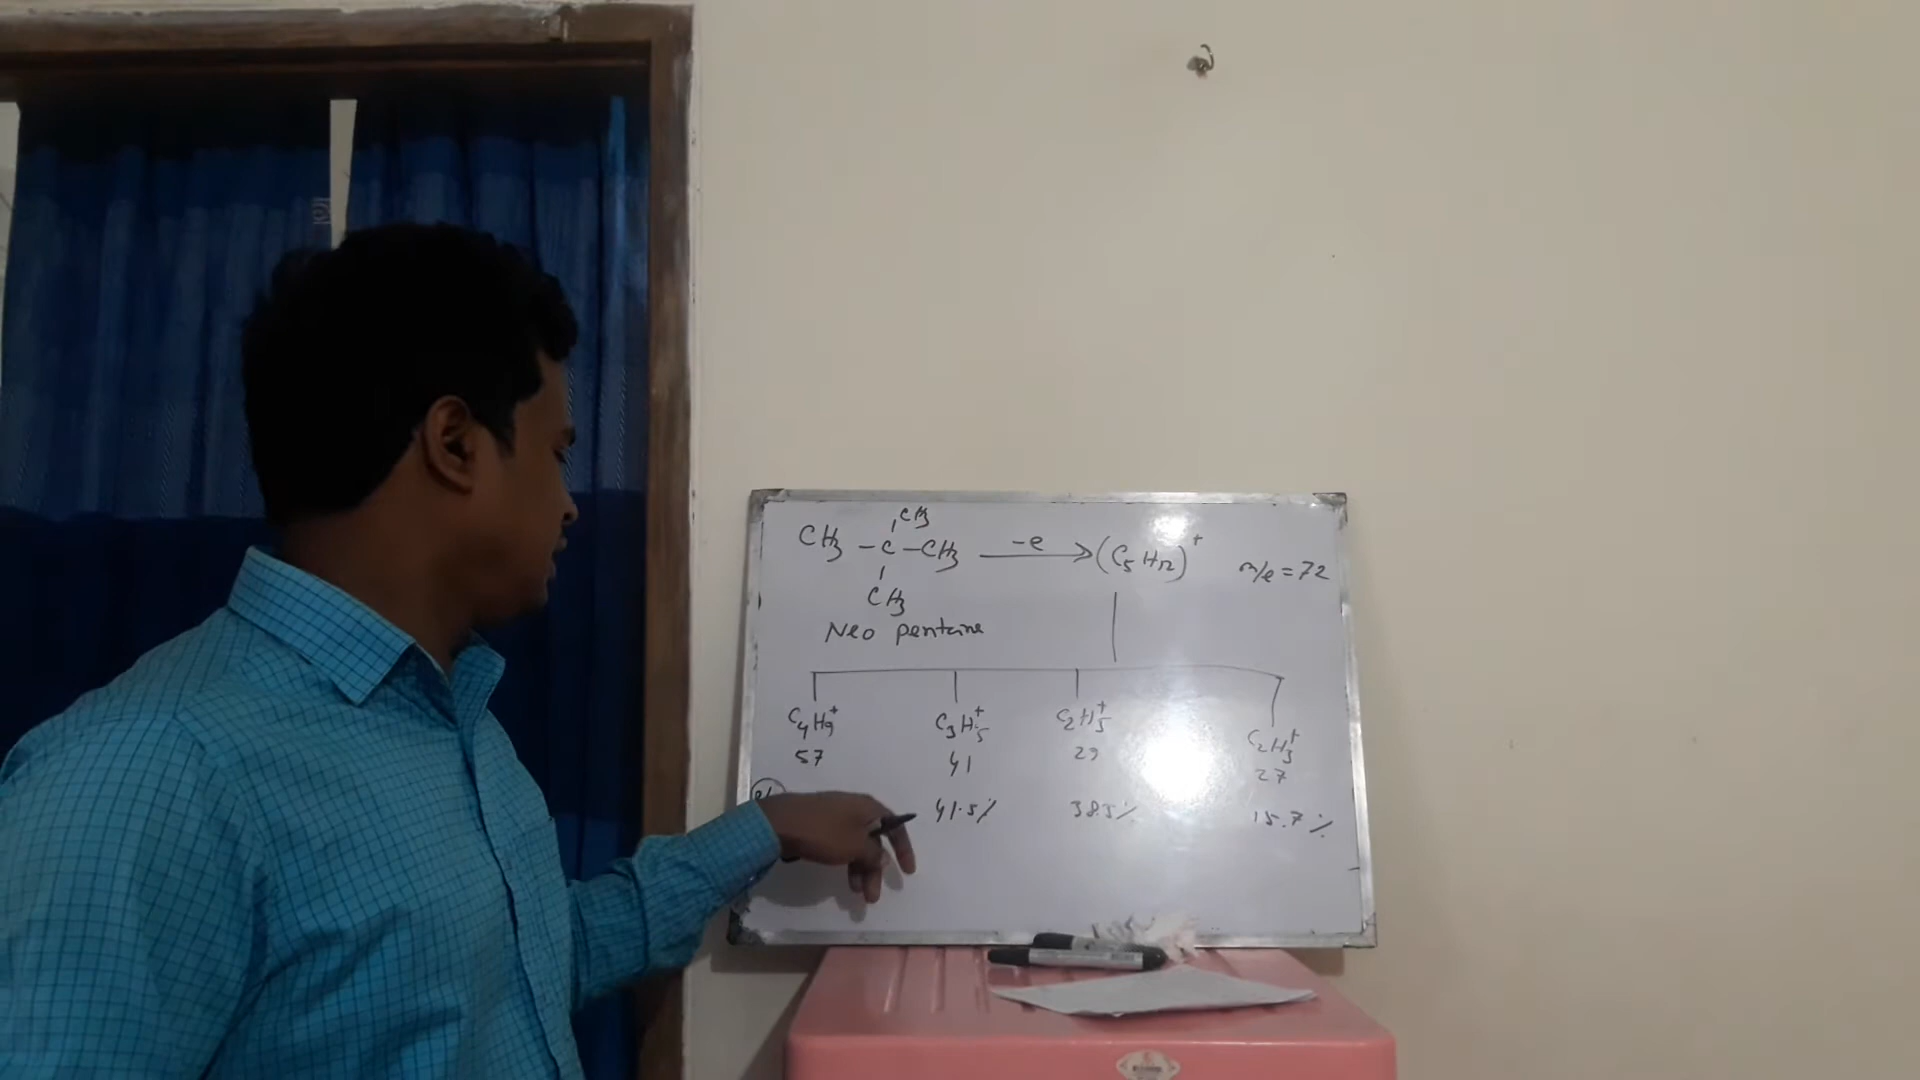 CH3
CH3 - C - CH3 -e → (C5H12)+ m/e = 72
CH3
Neo pentane
C4H9+ C3H5+ C2H5+ C2H3+
57 41 29 27
41.5% 38.5% 15.7%